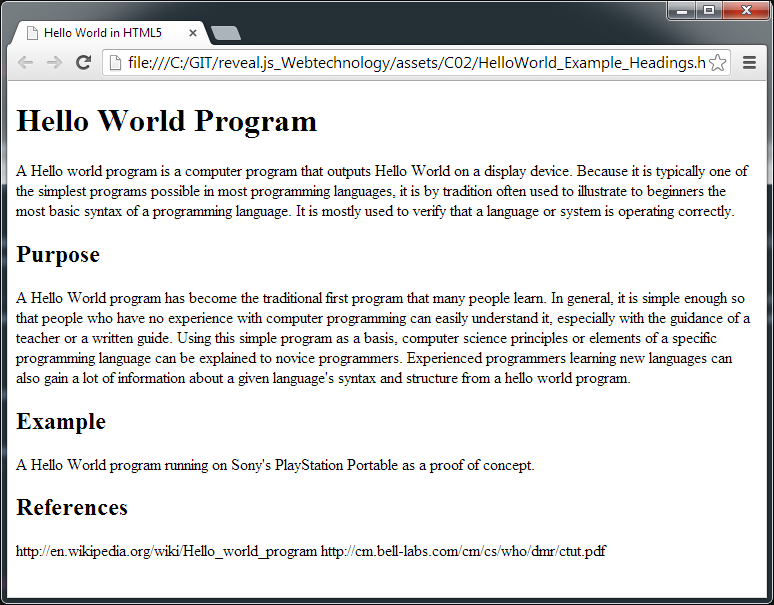 Hello World in HTML5
file:///C:/GIT/reveal.js_Webtechnology/assets/C02/HelloWorld_Example_Headings.h
Hello World Program
A Hello world program is a computer program that outputs Hello World on a display device. Because it is typically one of
the simplest programs possible in most programming languages, it is by tradition often used to illustrate to beginners the
most basic syntax of a programming language. It is mostly used to verify that a language or system is operating correctly.
Purpose
A Hello World program has become the traditional first program that many people learn. In general, it is simple enough so
that people who have no experience with computer programming can easily understand it, especially with the guidance of a
teacher or a written guide. Using this simple program as a basis, computer science principles or elements of a specific
programming language can be explained to novice programmers. Experienced programmers learning new languages can
also gain a lot of information about a given language's syntax and structure from a hello world program.
Example
A Hello World program running on Sony's PlayStation Portable as a proof of concept.
References
http://en.wikipedia.org/wiki/Hello_world_program http://cm.bell-labs.com/cm/cs/who/dmr/ctut.pdf